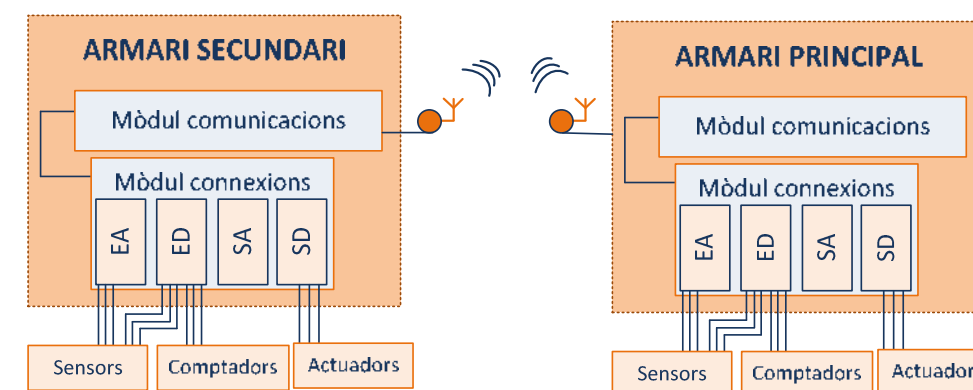 ARMARI SECUNDARI
Mòdul comunicacions
Mòdul connexions
EA
ED
SA
SD
Sensors
Comptadors
Actuadors
ARMARI PRINCIPAL
Mòdul comunicacions
Mòdul connexions
EA
ED
SA
SD
Sensors
Comptadors
Actuador